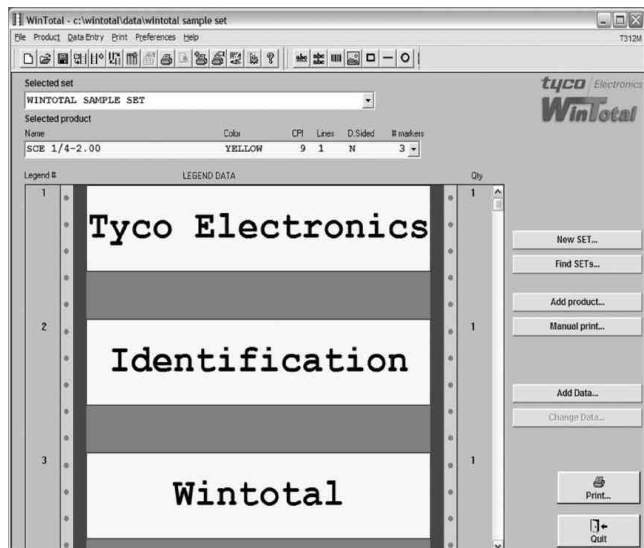 WinTotal - c:\wintotal\data\wintotal sample set
File Product Data Entry Print Preferences Help T312M
Selected set
WINTOTAL SAMPLE SET
Selected product
Name Color CPI Lines D.Sided # markers
SCE 1/4-2.00 YELLOW 9 1 N 3
Legend # LEGEND DATA Qty
1 Tyco Electronics 1
2 Identification 1
3 Wintotal 1
tyco Electronics
WinTotal
New SET...
Find SETs...
Add product...
Manual print...
Add Data...
Change Data...
Print...
Quit